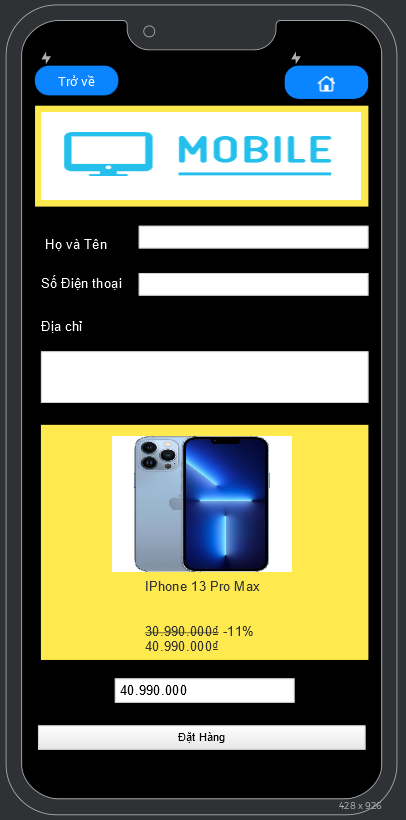 Trở về
MOBILE
Họ và Tên
Số Điện thoại
Địa chỉ
IPhone 13 Pro Max
30.990.000₫ -11%
40.990.000₫
40.990.000
Đặt Hàng
428 x 926